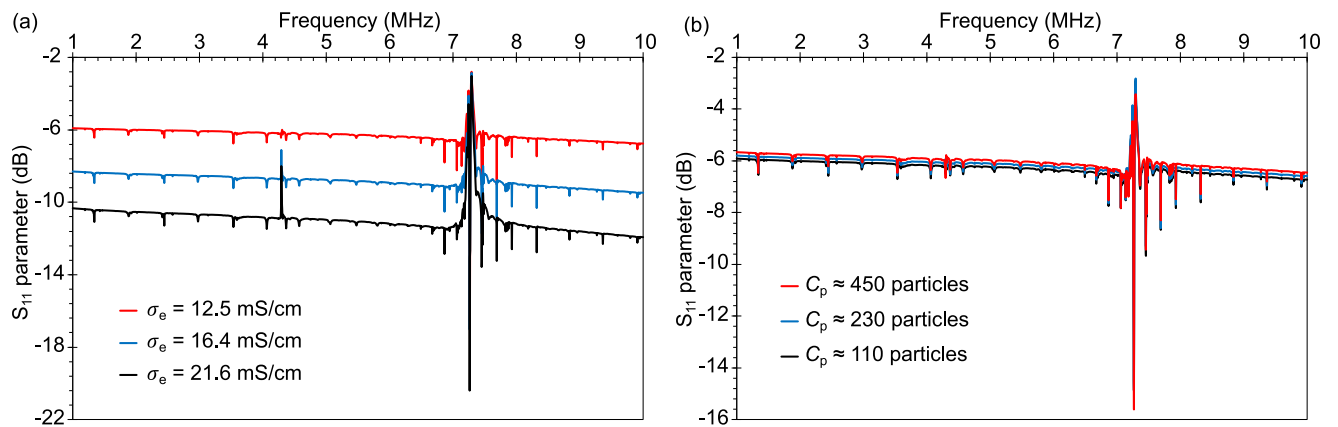 (a)
Frequency (MHz)
1 2 3 4 5 6 7 8 9 10
-2
-6
-10
-14
-18
-22
S11 parameter (dB)
σe = 12.5 mS/cm
σe = 16.4 mS/cm
σe = 21.6 mS/cm
(b)
Frequency (MHz)
1 2 3 4 5 6 7 8 9 10
-2
-4
-6
-8
-10
-12
-14
-16
S11 parameter (dB)
Cp ≈ 450 particles
Cp ≈ 230 particles
Cp ≈ 110 particles